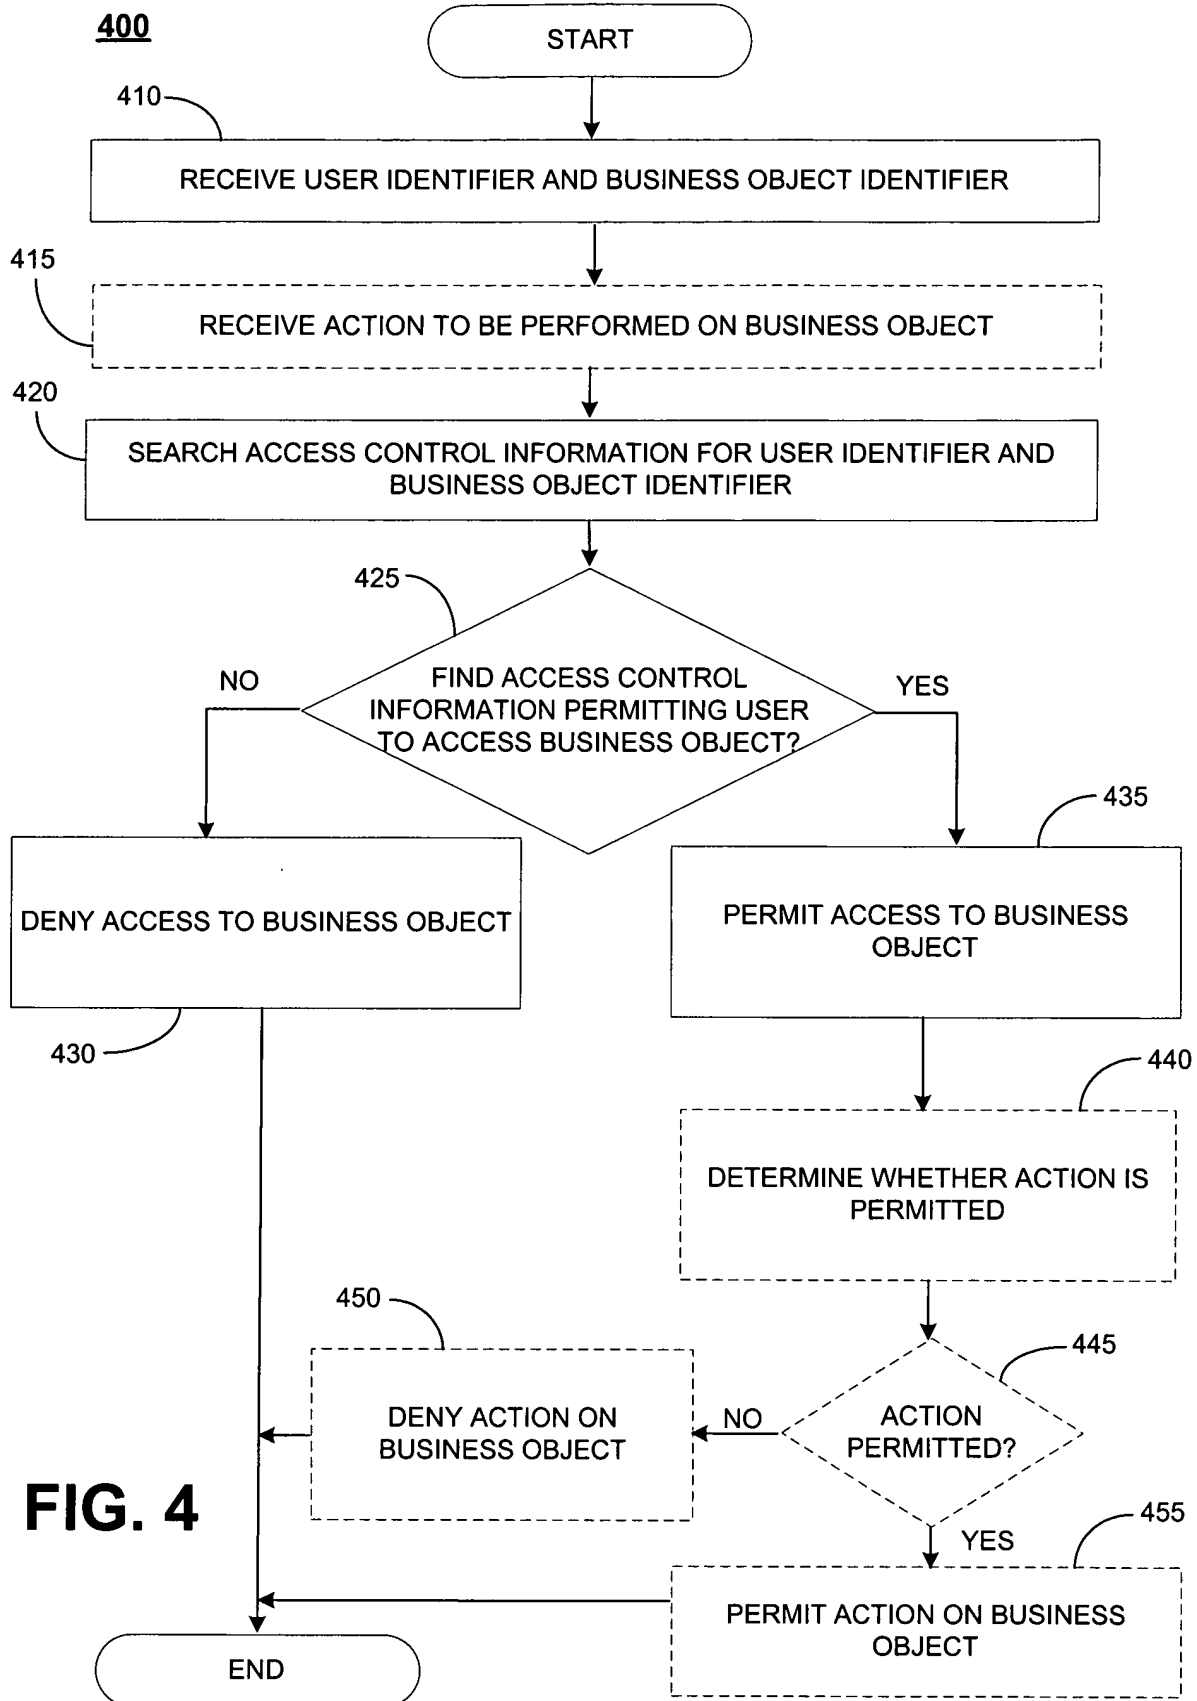 400
START
410
RECEIVE USER IDENTIFIER AND BUSINESS OBJECT IDENTIFIER
415
RECEIVE ACTION TO BE PERFORMED ON BUSINESS OBJECT
420
SEARCH ACCESS CONTROL INFORMATION FOR USER IDENTIFIER AND
BUSINESS OBJECT IDENTIFIER
425
FIND ACCESS CONTROL
INFORMATION PERMITTING USER
TO ACCESS BUSINESS OBJECT?
NO
YES
435
DENY ACCESS TO BUSINESS OBJECT
PERMIT ACCESS TO BUSINESS
OBJECT
430
440
DETERMINE WHETHER ACTION IS
PERMITTED
450
445
DENY ACTION ON
BUSINESS OBJECT
NO
ACTION
PERMITTED?
FIG. 4
455
YES
PERMIT ACTION ON BUSINESS
OBJECT
END